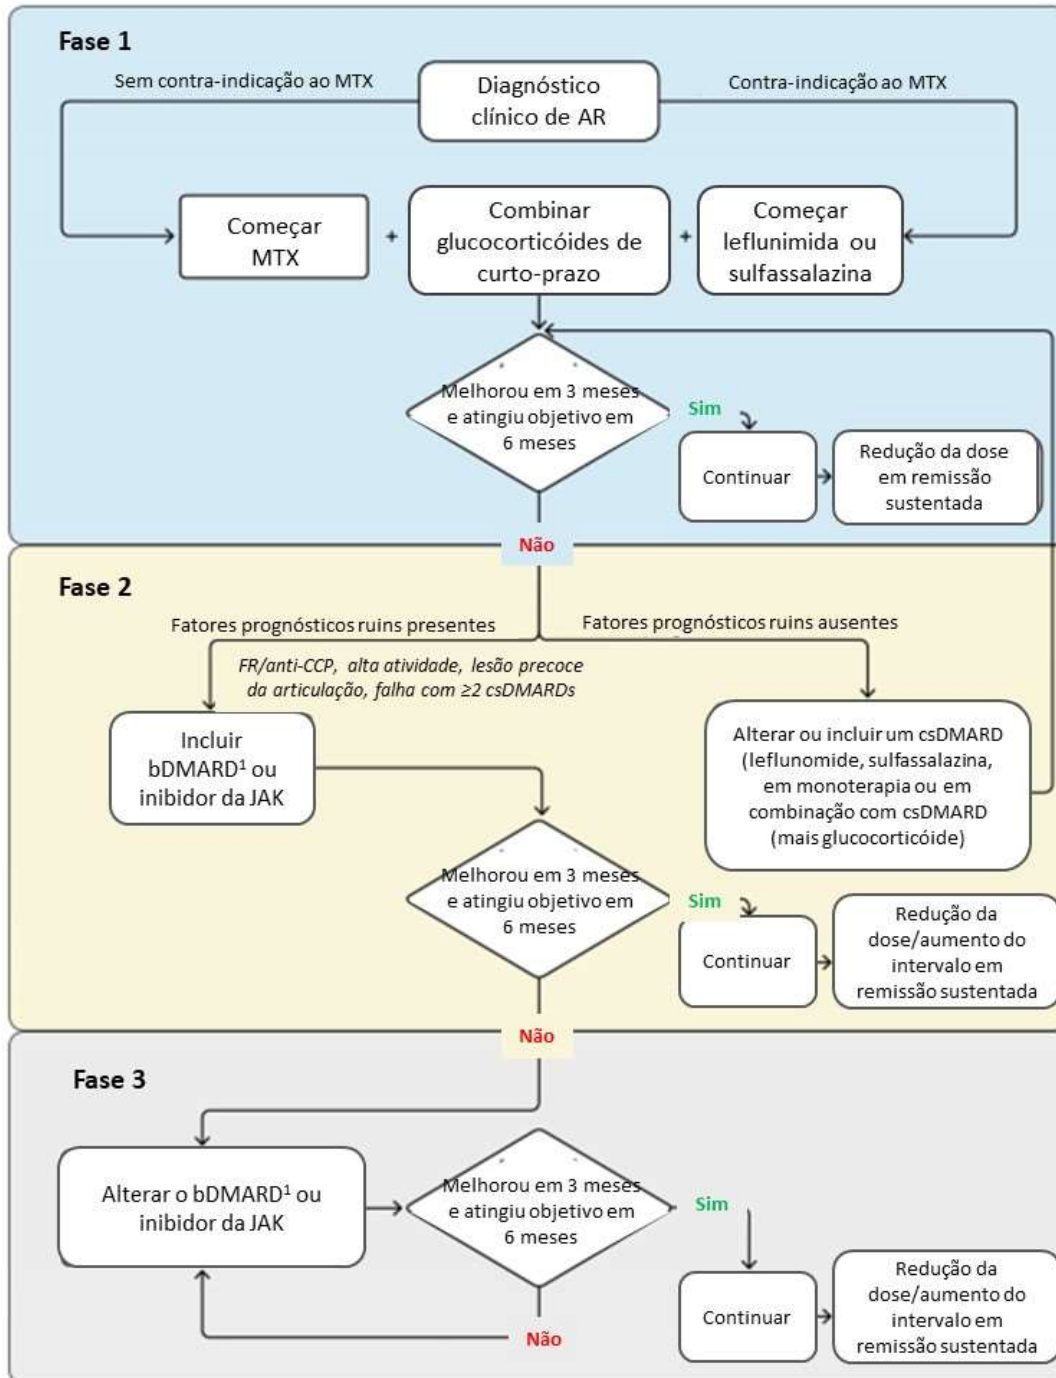 Fase 1
Sem contra-indicação ao MTX
Diagnóstico
clínico de AR
Contra-indicação ao MTX
Começar
MTX
+
Combinar
glucocorticóides de
curto-prazo
+
Começar
leflunimida ou
sulfassalazina
Melhorou em 3 meses
e atingiu objetivo em
6 meses
Sim
Continuar
Redução da dose
em remissão
sustentada
Não
Fase 2
Fatores prognósticos ruins presentes
Fatores prognósticos ruins ausentes
FR/anti-CCP, alta atividade, lesão precoce
da articulação, falha com ≥2 csDMARDs
Incluir
bDMARD¹ ou
inibidor da JAK
Alterar ou incluir um csDMARD
(leflunomide, sulfassalazina,
em monoterapia ou em
combinação com csDMARD
(mais glucocorticóide)
Melhorou em 3 meses
e atingiu objetivo em
6 meses
Sim
Continuar
Redução da
dose/aumento do
intervalo em
remissão sustentada
Não
Fase 3
Alterar o bDMARD¹ ou
inibidor da JAK
Melhorou em 3 meses
e atingiu objetivo em
6 meses
Sim
Continuar
Redução da
dose/aumento do
intervalo em
remissão sustentada
Não